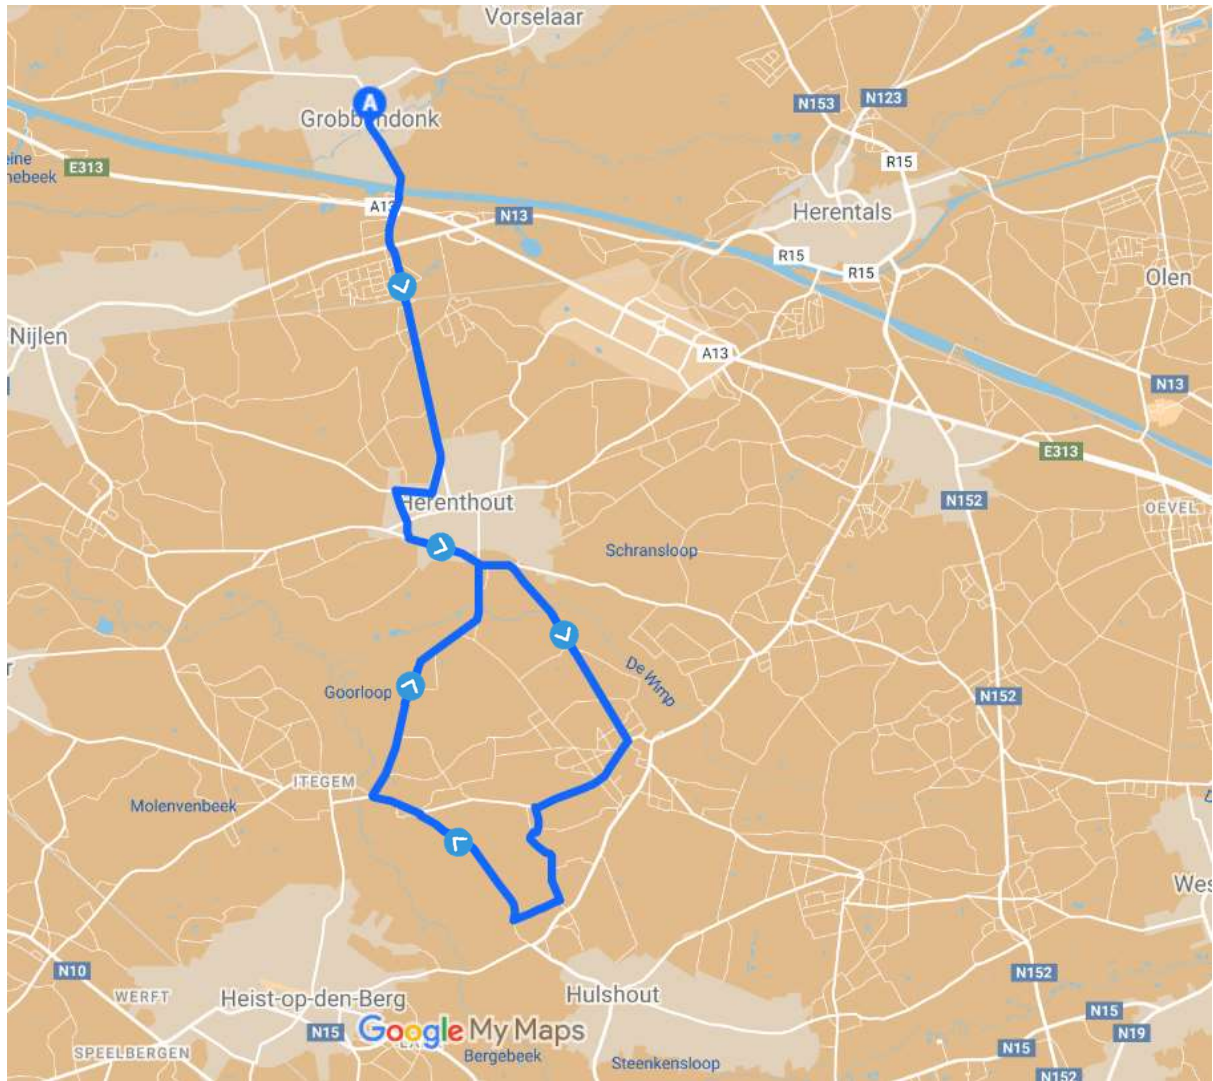 Vorselaar
N153
N123
A
Grobbendonk
R15
E313
nebeek
A13
N13
Herentals
R15
R15
Olen
Nijlen
A13
N13
E313
N152
OEVEL
Herenthout
Schransloop
De Wimp
Goorloop
N152
ITEGEM
Molenvenbeek
Wes
N10
N152
WERFT
Heist-op-den-Berg
Hulshout
N15
N15
N19
Google My Maps
SPEELBERGEN
Bergebeek
N15
Steenkensloop
N152